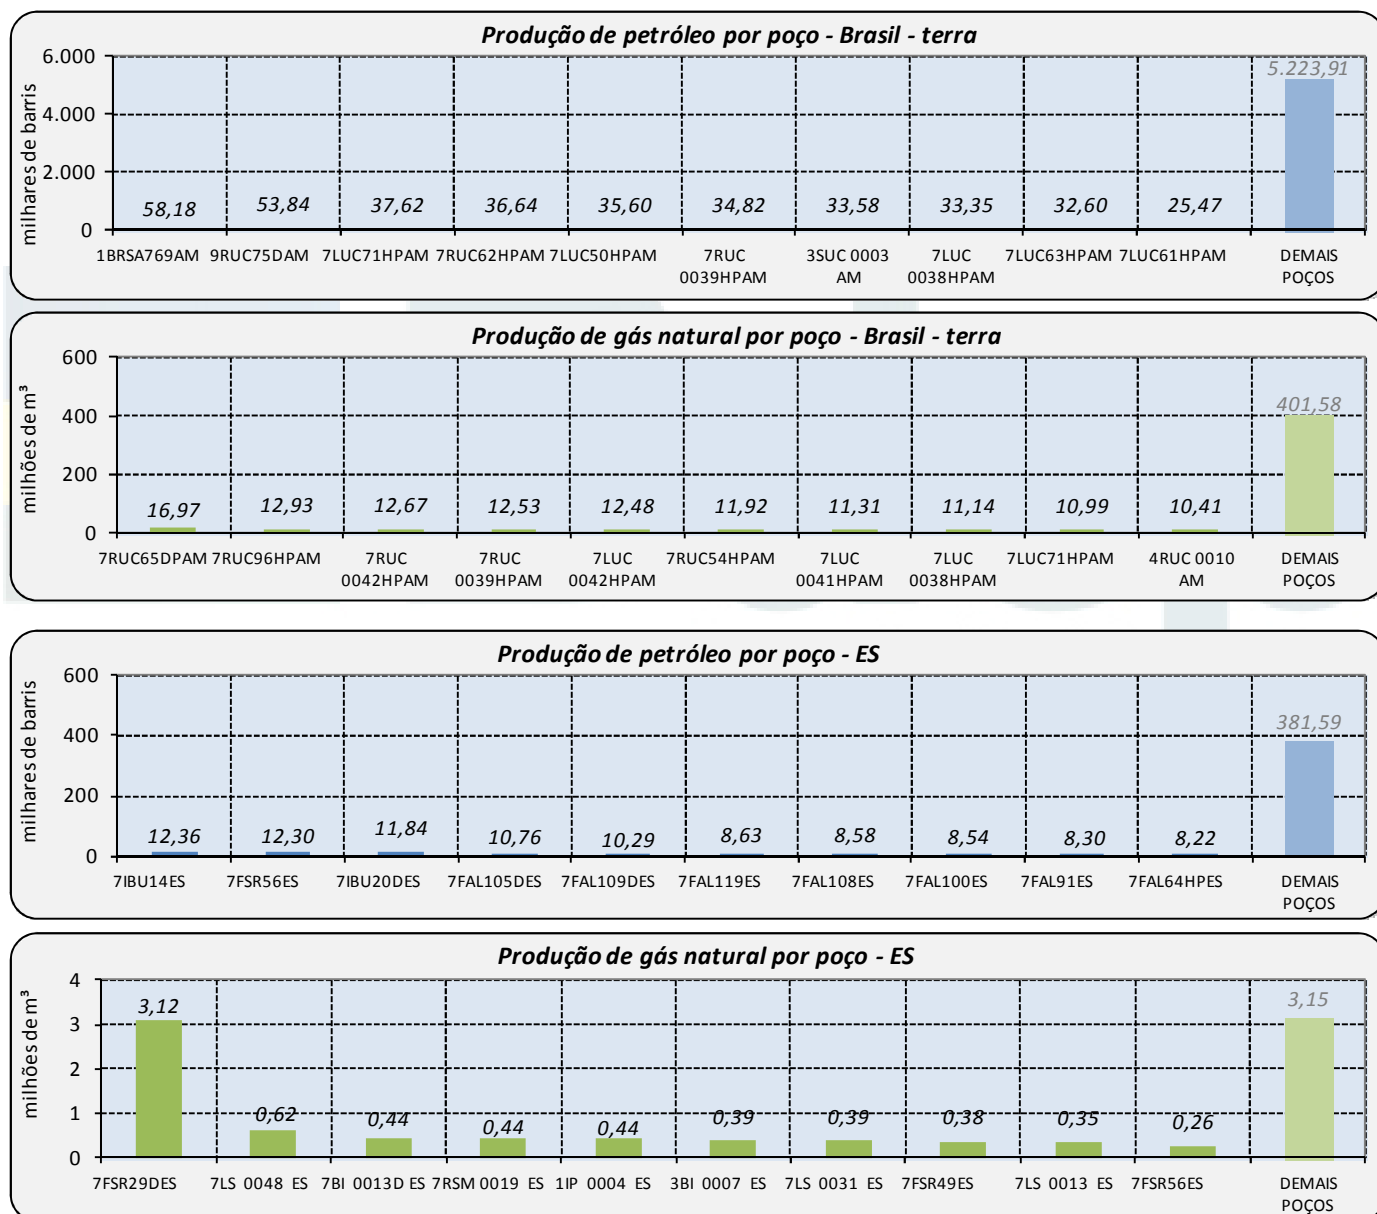 Produção de petróleo por poço - Brasil - terra
milhares de barris
6.000
4.000
2.000
0
58,18 53,84 37,62 36,64 35,60 34,82 33,58 33,35 32,60 25,47 5.223,91
1BRSA769AM 9RUC75DAM 7LUC71HPAM 7RUC62HPAM 7LUC50HPAM 7RUC 3SUC 0003 7LUC 7LUC63HPAM 7LUC61HPAM DEMAIS
0039HPAM AM 0038HPAM POÇOS
Produção de gás natural por poço - Brasil - terra
milhões de m³
600
400
200
0
16,97 12,93 12,67 12,53 12,48 11,92 11,31 11,14 10,99 10,41 401,58
7RUC65DPAM 7RUC96HPAM 7RUC 7RUC 7LUC 7RUC54HPAM 7LUC 7LUC 7LUC71HPAM 4RUC 0010 DEMAIS
0042HPAM 0039HPAM 0042HPAM 0041HPAM 0038HPAM AM POÇOS
Produção de petróleo por poço - ES
milhares de barris
600
400
200
0
12,36 12,30 11,84 10,76 10,29 8,63 8,58 8,54 8,30 8,22 381,59
7IBU14ES 7FSR56ES 7IBU20DES 7FAL105DES 7FAL109DES 7FAL119ES 7FAL108ES 7FAL100ES 7FAL91ES 7FAL64HPES DEMAIS
POÇOS
Produção de gás natural por poço - ES
milhões de m³
4
3
2
1
0
3,12 0,62 0,44 0,44 0,44 0,39 0,39 0,38 0,35 0,26 3,15
7FSR29DES 7LS 0048 ES 7BI 0013D ES 7RSM 0019 ES 1IP 0004 ES 3BI 0007 ES 7LS 0031 ES 7FSR49ES 7LS 0013 ES 7FSR56ES DEMAIS
POÇOS